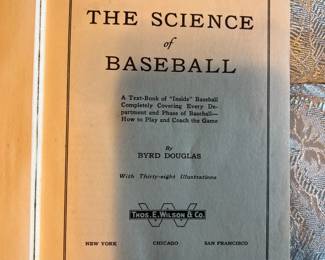 THE SCIENCE
of
BASEBALL
A Text-Book of "Inside" Baseball
Completely Covering Every De-
partment and Phase of Baseball—
How to Play and Coach the Game
By
BYRD DOUGLAS
With Thirty-eight Illustrations
W
THOS. E. WILSON & CO.
NEW YORK CHICAGO SAN FRANCISCO